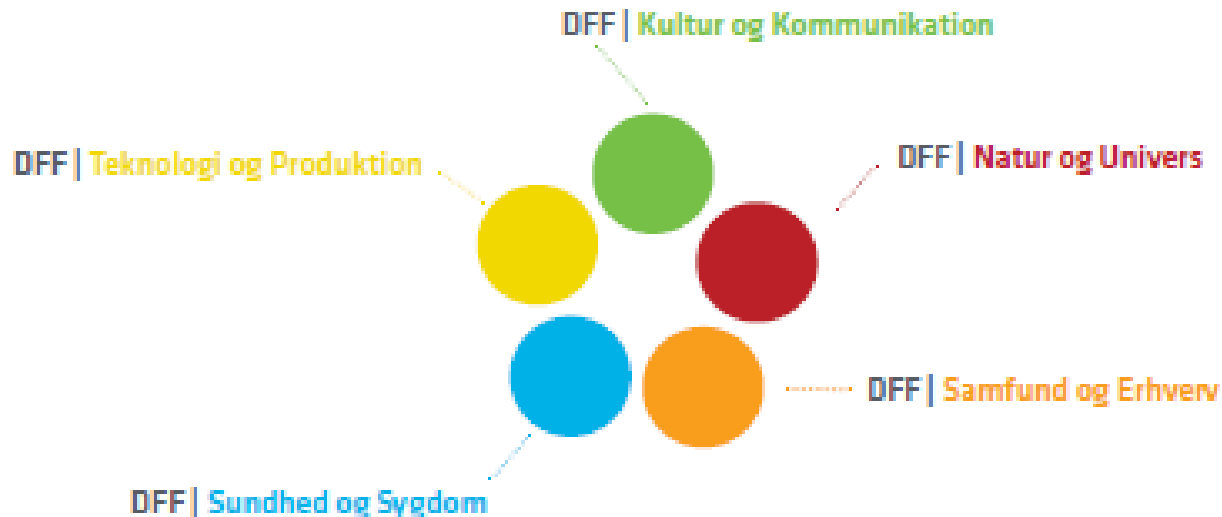 DFF | Kultur og Kommunikation
DFF | Teknologi og Produktion
DFF | Natur og Univers
DFF | Samfund og Erhverv
DFF | Sundhed og Sygdom